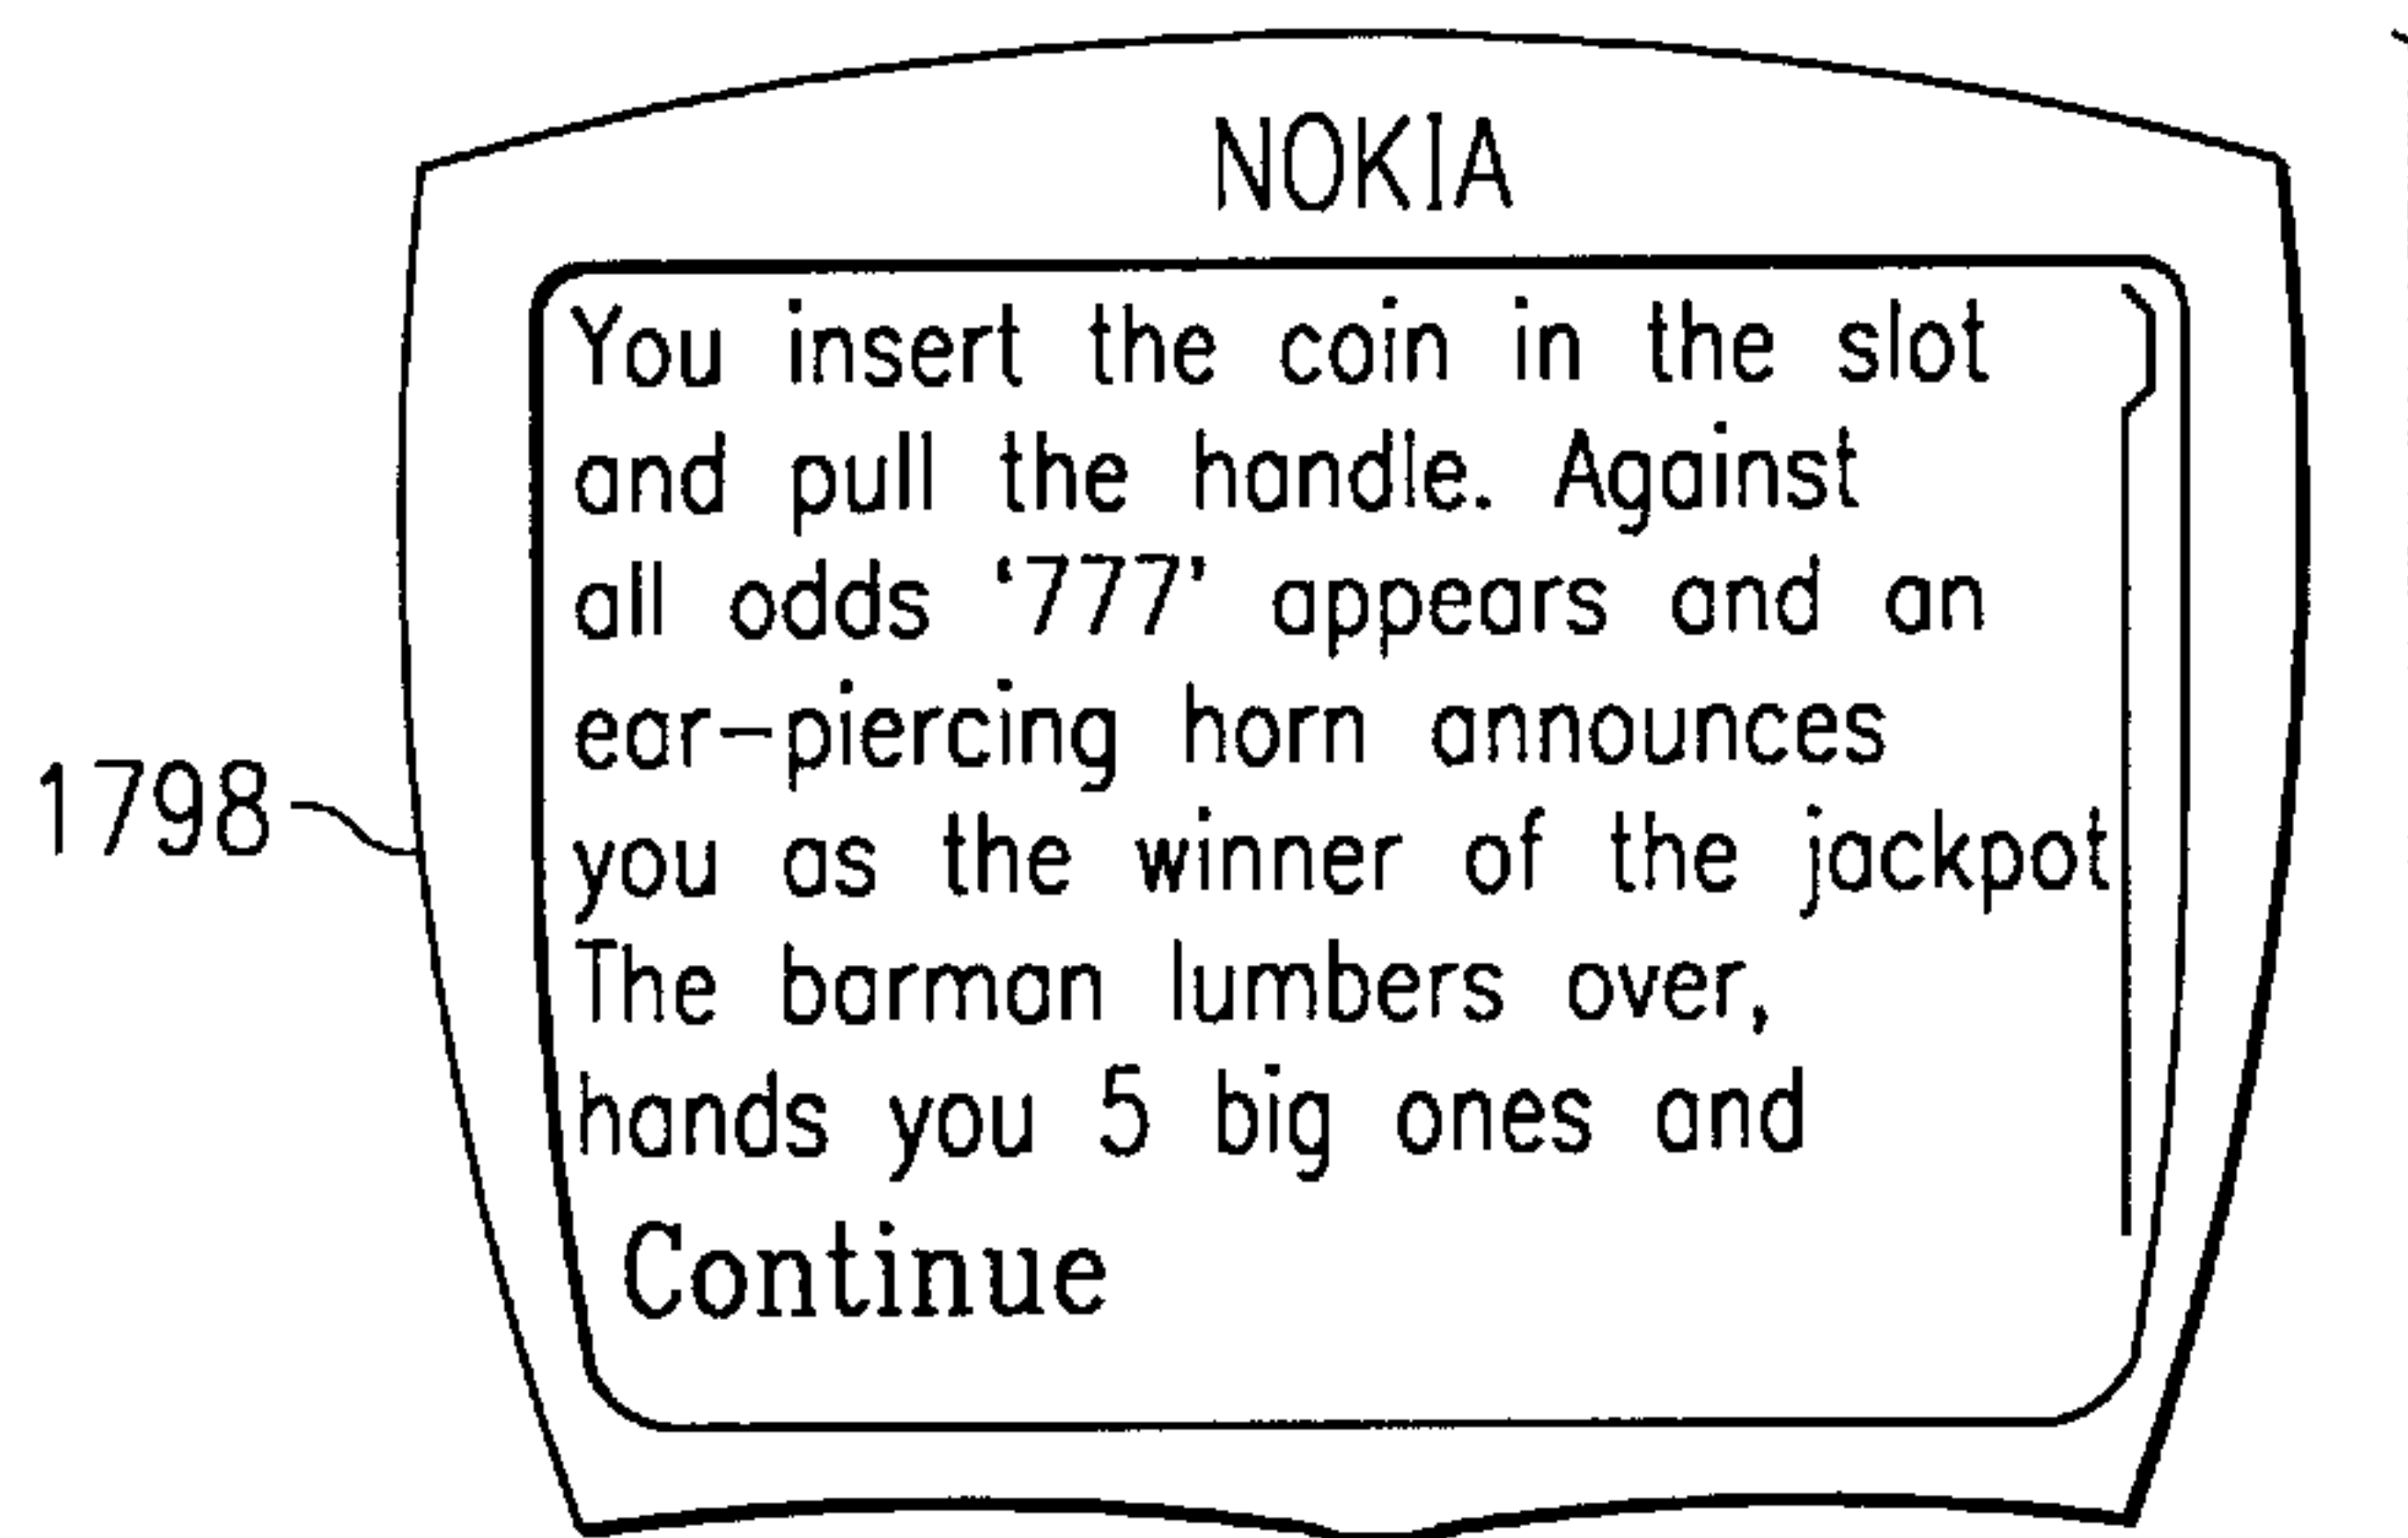 NOKIA
You insert the coin in the slot
and pull the handle. Against
all odds ‘777’ appears and an
ear-piercing horn announces
you as the winner of the jackpot
The barman lumbers over,
hands you 5 big ones and
Continue
1798